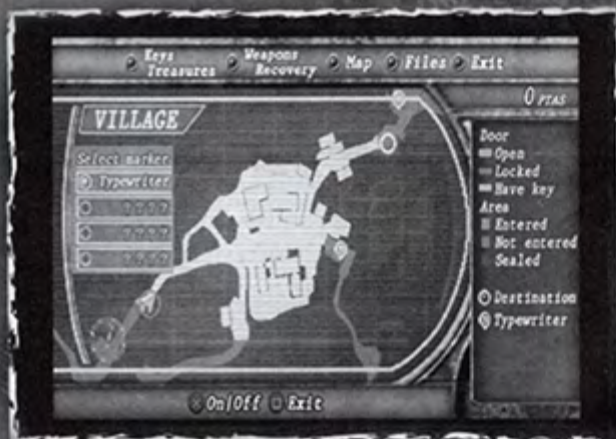 Keys
Treasures
Weapons
Recovery
Map
Files
Exit
0 PTAS
VILLAGE
Select marker
Typewriter
????
????
????
Door
Open
Locked
Have key
Area
Entered
Not entered
Sealed
Destination
Typewriter
On/Off
Exit